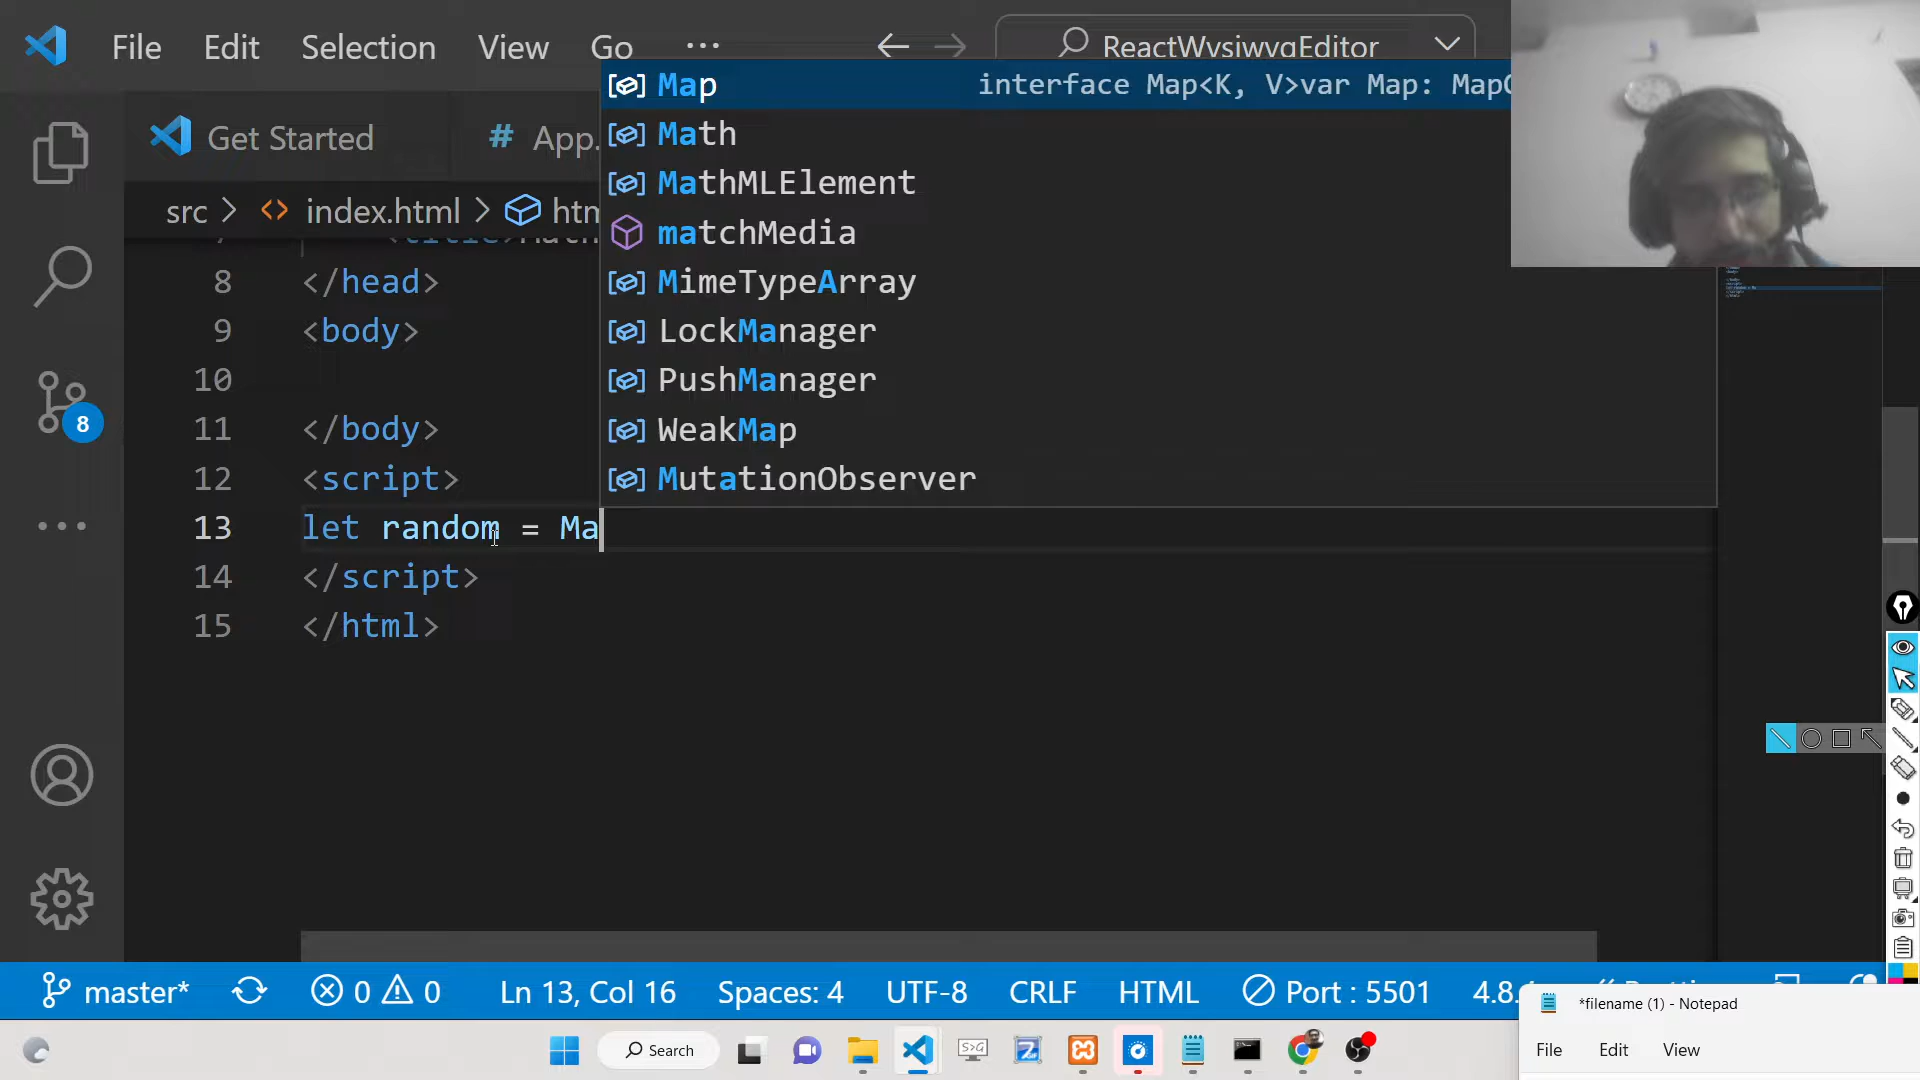 File Edit Selection View Go ... ReactWysiwygEditor
Get Started # App.
src > <> index.html >
Map interface Map<K, V>var Map: Map
Math
MathMLElement
matchMedia
MimeTypeArray
LockManager
PushManager
WeakMap
MutationObserver
8 </head>
9 <body>
10
11 </body>
12 <script>
13 let random = Ma
14 </script>
15 </html>
8
master* 0 0 Ln 13, Col 16 Spaces: 4 UTF-8 CRLF HTML Port : 5501
*filename (1) - Notepad
File Edit View
Search